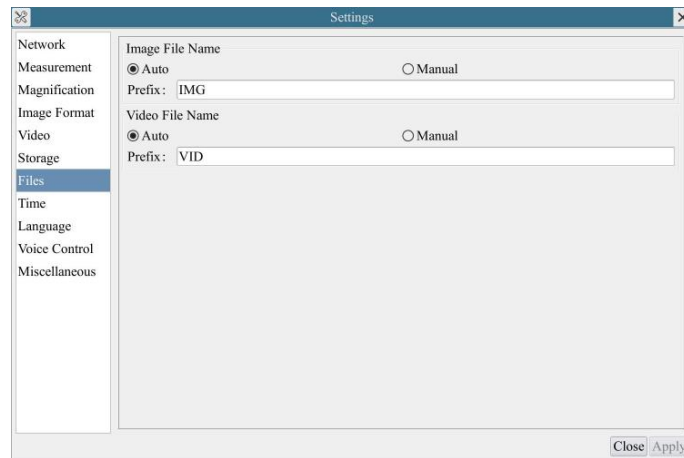 Settings
Network
Measurement
Magnification
Image Format
Video
Storage
Files
Time
Language
Voice Control
Miscellaneous
Image File Name
Auto Manual
Prefix: IMG
Video File Name
Auto Manual
Prefix: VID
Close Apply